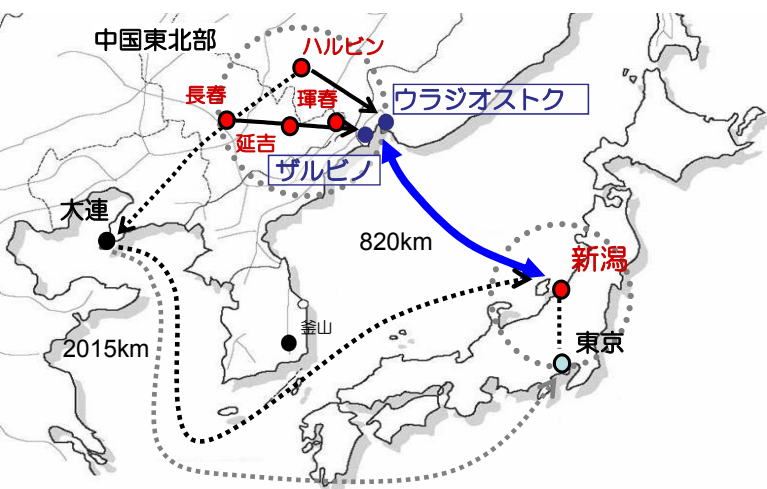 中国東北部
ハルビン
長春
琿春
ウラジオストク
延吉
ザルビノ
大連
820km
新潟
釜山
東京
2015km